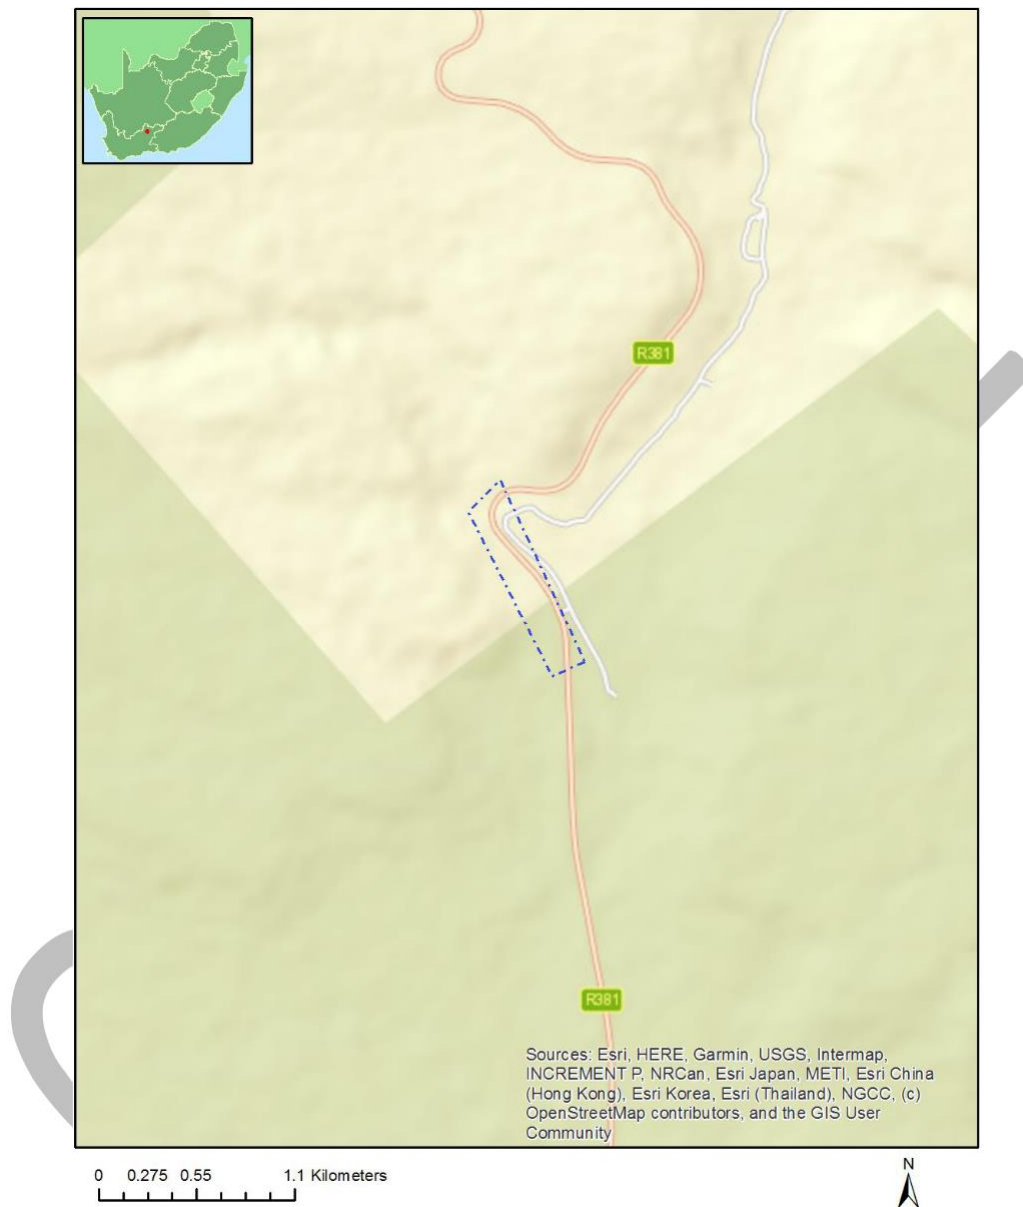 R381
R381
Sources: Esri, HERE, Garmin, USGS, Intermap,
INCREMENT P, NRCan, Esri Japan, METI, Esri China
(Hong Kong), Esri Korea, Esri (Thailand), NGCC, (c)
OpenStreetMap contributors, and the GIS User
Community
0 0.275 0.55 1.1 Kilometers
N